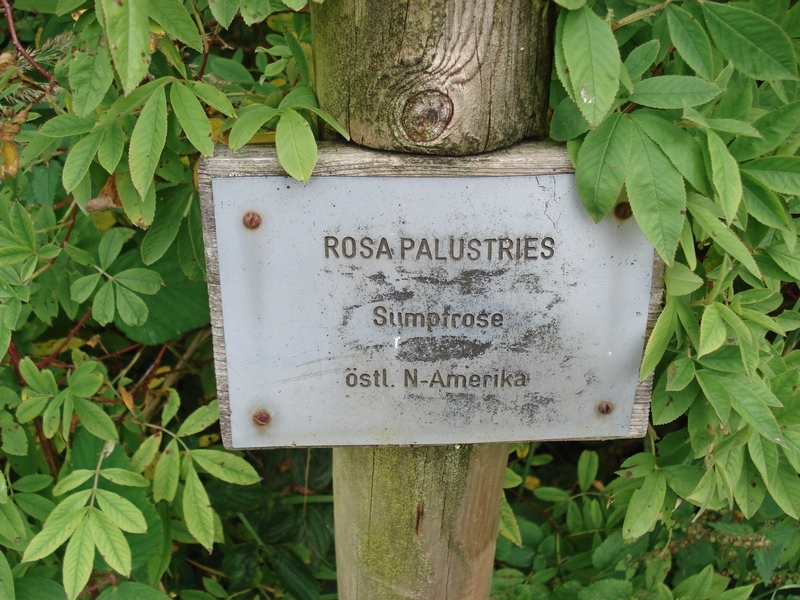 ROSA PALUSTRIES
Sumpfrose
östl. N-Amerika